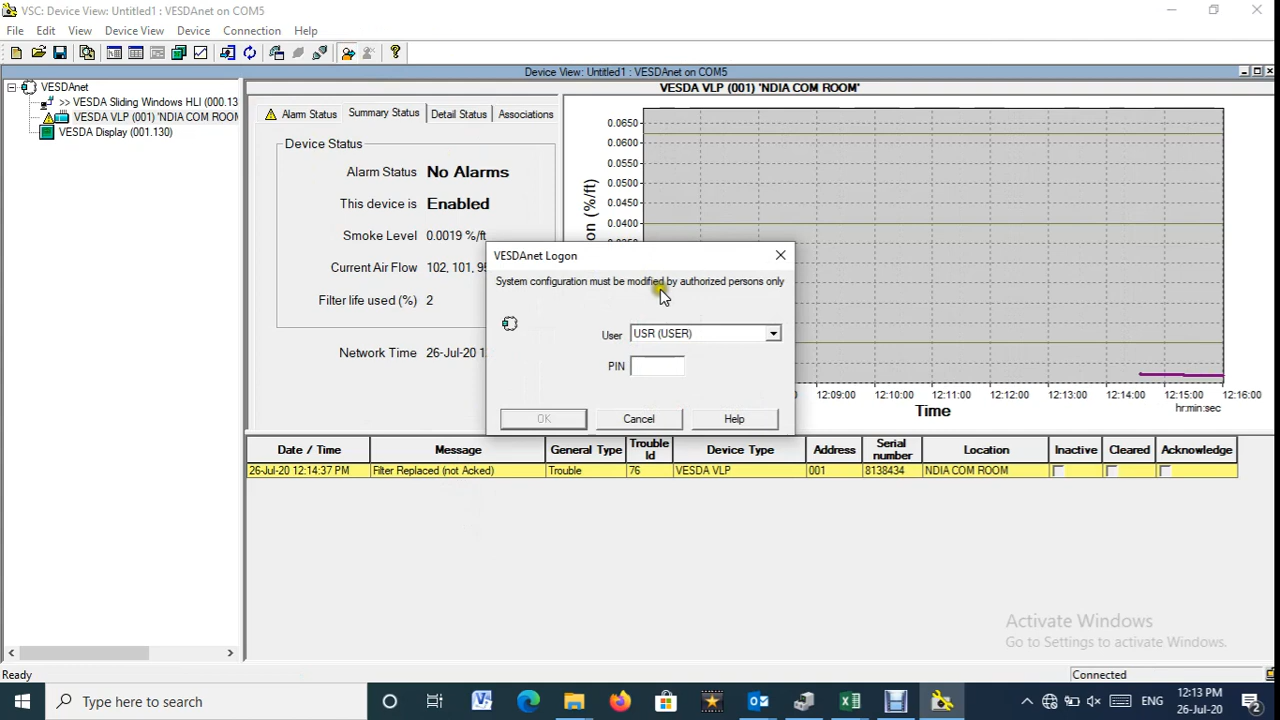 VSC: Device View: Untitled1 : VESDAnet on COM5
File Edit View Device View Device Connection Help
Device View: Untitled1 : VESDAnet on COM5
VESDAnet
>> VESDA Sliding Windows HLI (000.13
VESDA VLP (001) 'NDIA COM ROOM
VESDA Display (001.130)
VESDA VLP (001) 'NDIA COM ROOM'
Alarm Status Summary Status Detail Status Associations
Device Status
Alarm Status No Alarms
This device is Enabled
Smoke Level 0.0019 %/ft
Current Air Flow 102, 101, 95
Filter life used (%) 2
Network Time 26-Jul-20 1
0.0650
0.0600
0.0550
0.0500
0.0450
0.0400
on (%/ft)
12:09:00 12:10:00 12:11:00 12:12:00 12:13:00 12:14:00 12:15:00 12:16:00
Time
hr:min:sec
VESDAnet Logon
System configuration must be modified by authorized persons only
User USR (USER)
PIN
OK Cancel Help
Date / Time Message General Type Trouble Id Device Type Address Serial number Location Inactive Cleared Acknowledge
26-Jul-20 12:14:37 PM Filter Replaced (not Acked) Trouble 76 VESDA VLP 001 8138434 NDIA COM ROOM
Activate Windows
Go to Settings to activate Windows.
Ready
Connected
Type here to search
ENG
12:13 PM
26-Jul-20
2